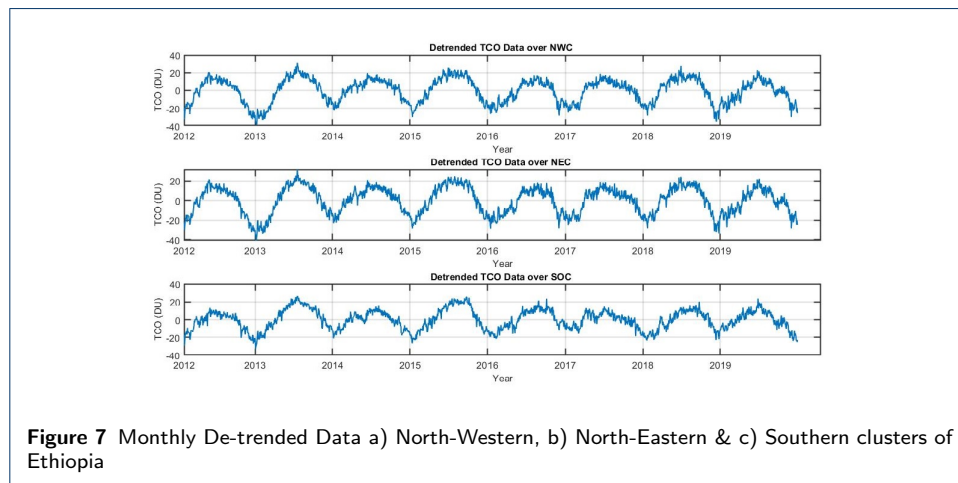 Detrended TCO Data over NWC
40
20
0
-20
-40
TCO (DU)
2012 2013 2014 2015 2016 2017 2018 2019
Year
Detrended TCO Data over NEC
20
0
-20
-40
TCO (DU)
2012 2013 2014 2015 2016 2017 2018 2019
Year
Detrended TCO Data over SOC
40
20
0
-20
-40
TCO (DU)
2012 2013 2014 2015 2016 2017 2018 2019
Year
Figure 7 Monthly De-trended Data a) North-Western, b) North-Eastern & c) Southern clusters of
Ethiopia